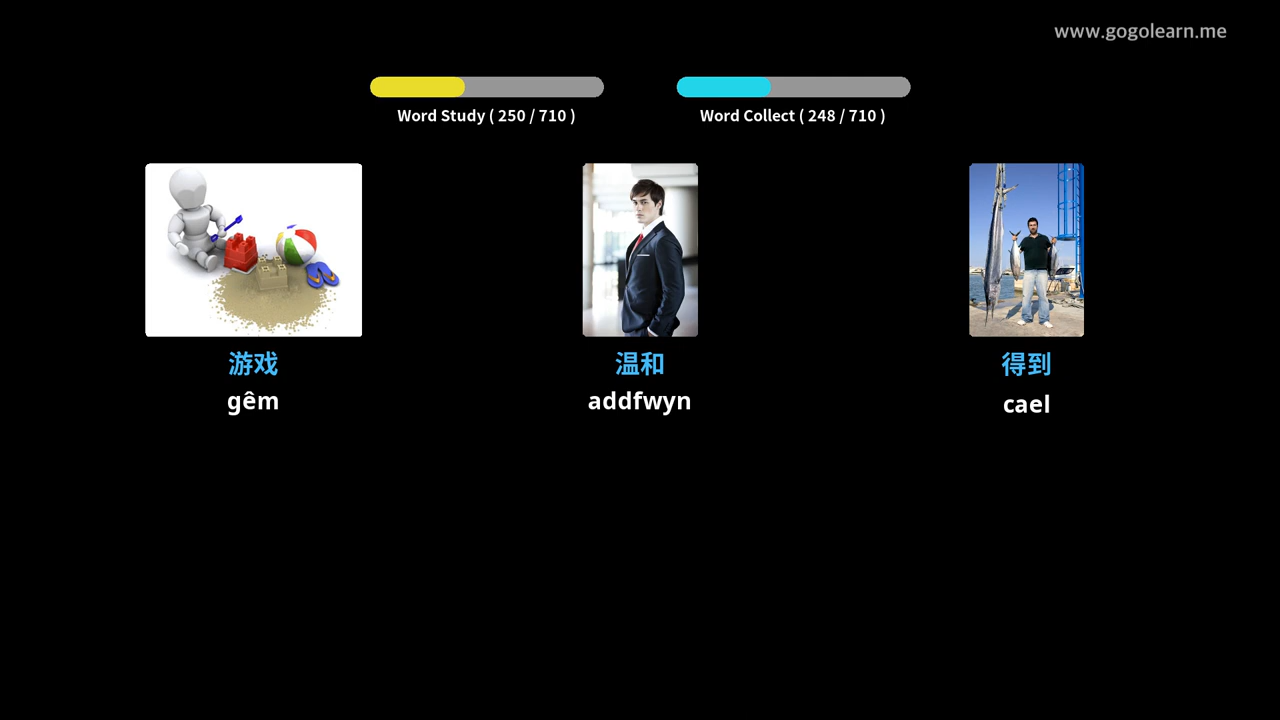 www.gogolearn.me
Word Study ( 250 / 710 )
Word Collect ( 248 / 710 )
游戏
gêm
温和
addfwyn
得到
cael